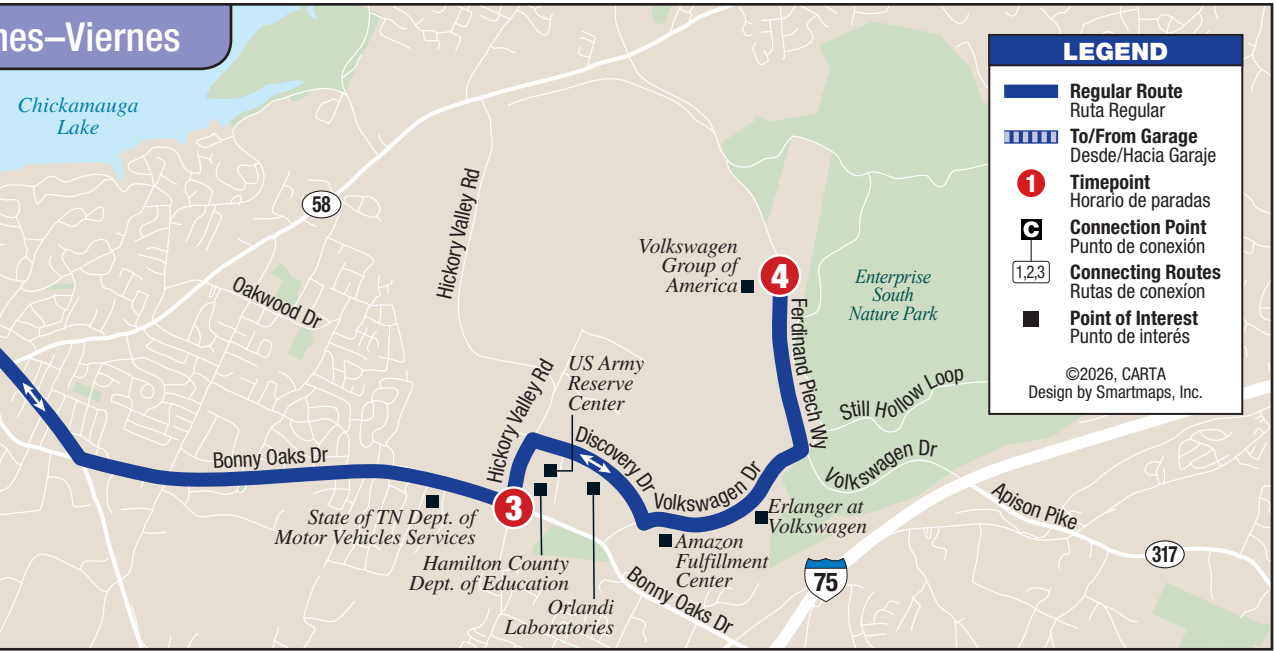 nes–Viernes
Chickamauga
Lake
58
Oakwood Dr
Hickory Valley Rd
Volkswagen
Group of
America
4
Enterprise
South
Nature Park
Ferdinand Piech Wy
Still Hollow Loop
Volkswagen Dr
Apison Pike
317
75
Bonny Oaks Dr
Hickory Valley Rd
US Army
Reserve
Center
Discovery Dr
Volkswagen Dr
3
State of TN Dept. of
Motor Vehicles Services
Hamilton County
Dept. of Education
Orlandi
Laboratories
Amazon
Fulfillment
Center
Erlanger at
Volkswagen
Bonny Oaks Dr
LEGEND
Regular Route
Ruta Regular
To/From Garage
Desde/Hacia Garaje
1
Timepoint
Horario de paradas
C
Connection Point
Punto de conexión
1,2,3
Connecting Routes
Rutas de conexíon
Point of Interest
Punto de interés
©2026, CARTA
Design by Smartmaps, Inc.